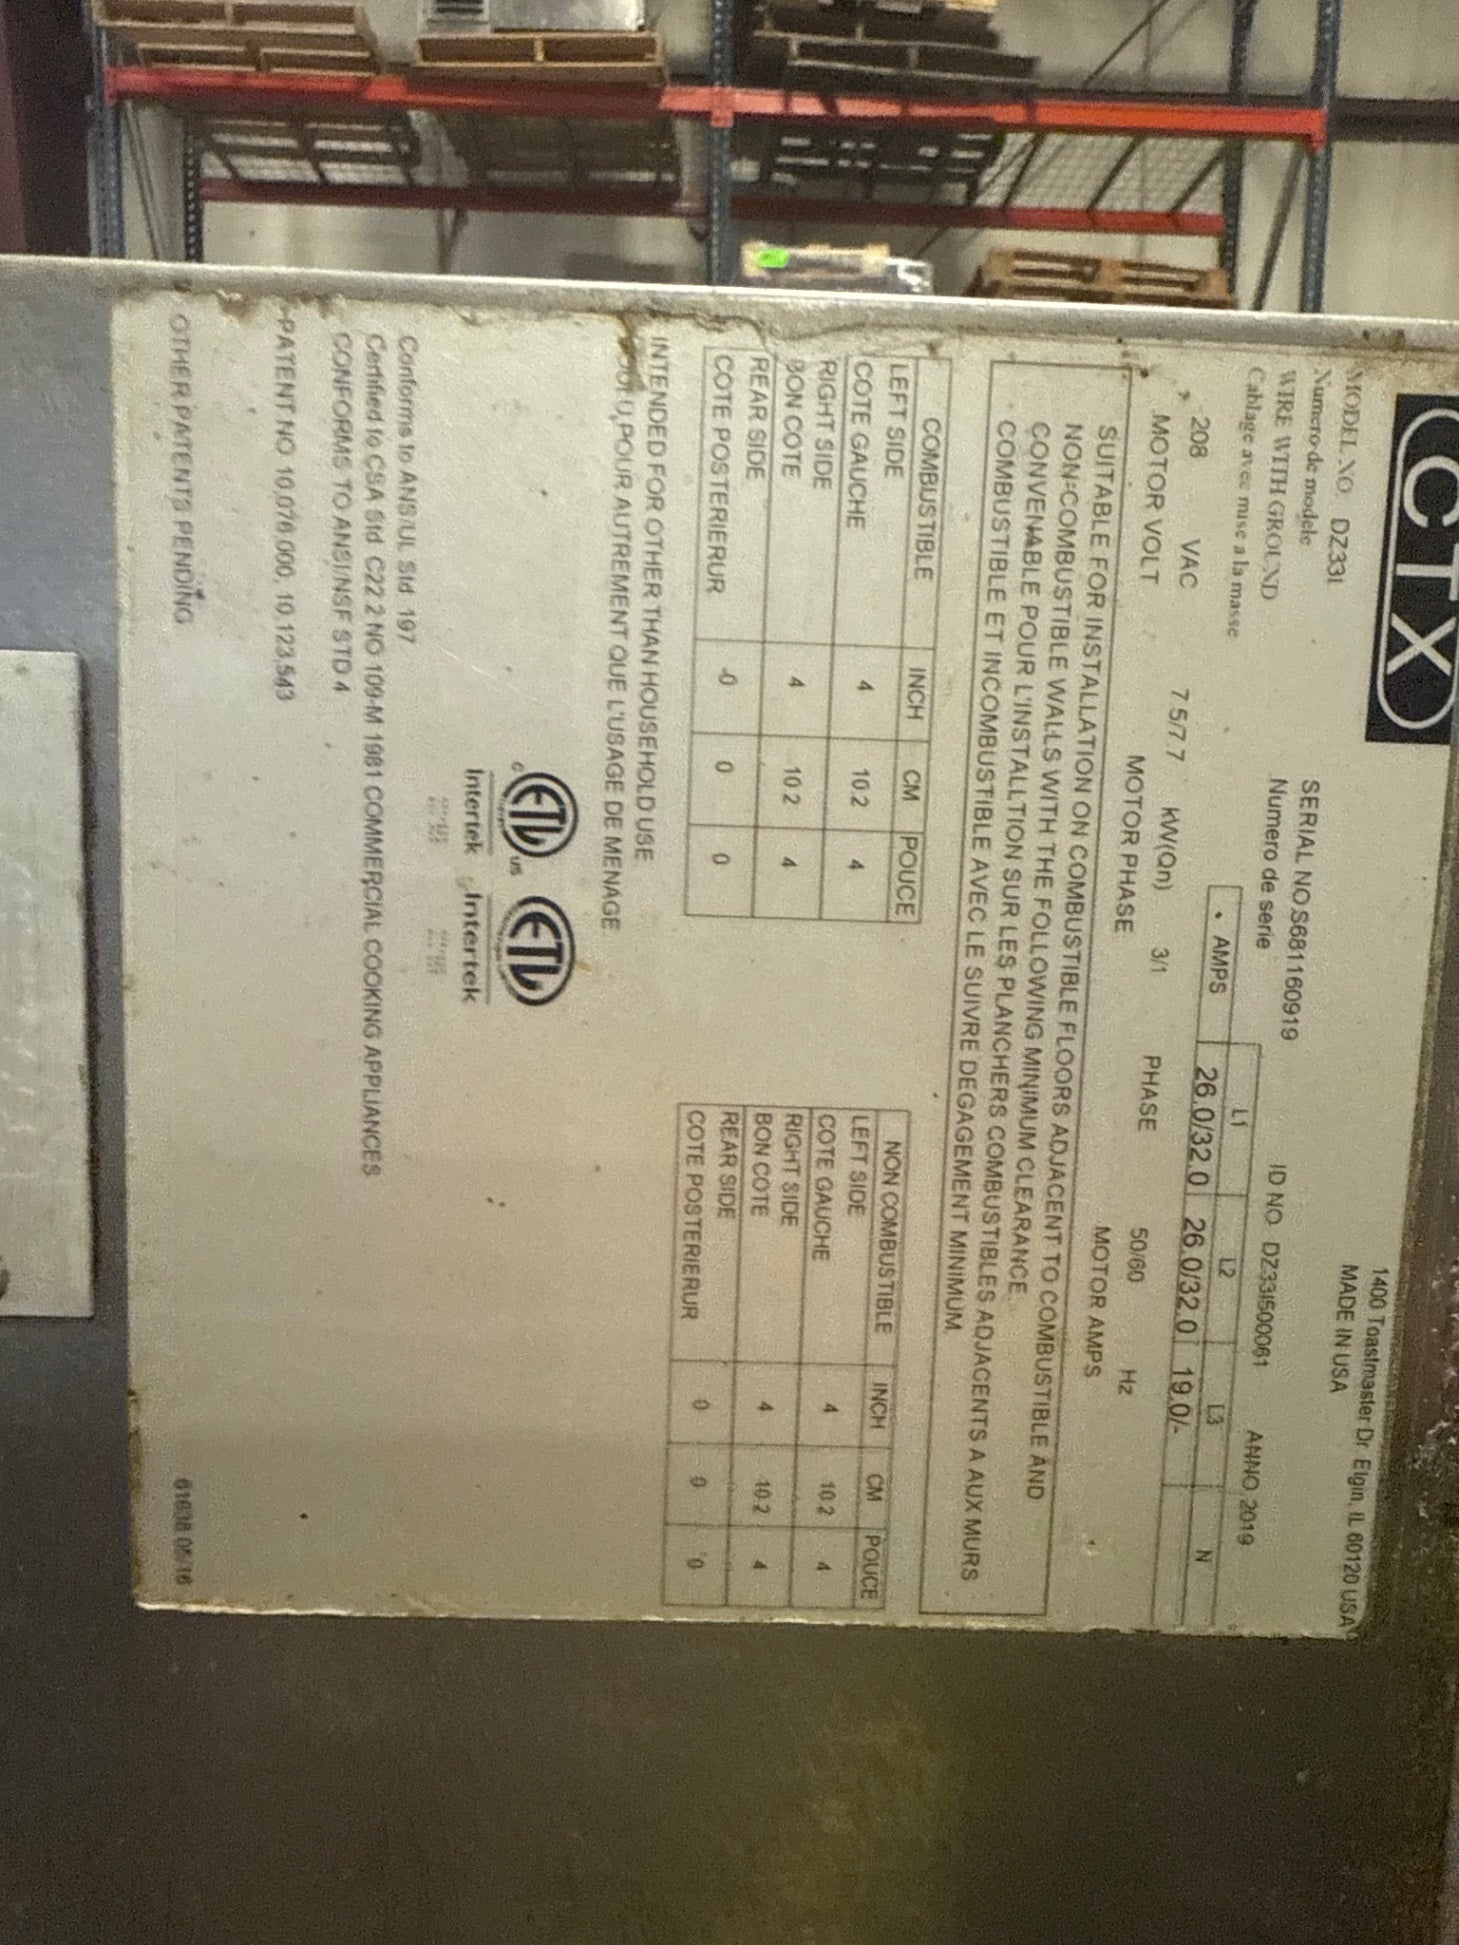 CTX
1400 Toastmaster Dr Elgin, IL 60120 USA
MADE IN USA
MODEL NO. DZ33I
Numero de modele
SERIAL NO S681160919
Numero de serie
ID NO. DZ33I500061
ANNO 2019
WIRE WITH GROUND
Cablage avec mise a la masse
L1 L2 L3 N
AMPS 26.0/32.0 26.0/32.0 19.0/-
208 VAC 7.5/7.7 kW(Qn) 3/1 PHASE 50/60 Hz
MOTOR VOLT MOTOR PHASE MOTOR AMPS
SUITABLE FOR INSTALLATION ON COMBUSTIBLE FLOORS ADJACENT TO COMBUSTIBLE AND
NON-COMBUSTIBLE WALLS WITH THE FOLLOWING MINIMUM CLEARANCE
CONVENABLE POUR L'INSTALLTION SUR LES PLANCHERS COMBUSTIBLES ADJACENTS A AUX MURS
COMBUSTIBLE ET INCOMBUSTIBLE AVEC LE SUIVRE DEGAGEMENT MINIMUM
COMBUSTIBLE INCH CM POUCE
LEFT SIDE
COTE GAUCHE 4 10.2 4
RIGHT SIDE
BON COTE 4 10.2 4
REAR SIDE
COTE POSTERIERUR 0 0 0
NON COMBUSTIBLE INCH CM POUCE
LEFT SIDE
COTE GAUCHE 4 10.2 4
RIGHT SIDE
BON COTE 4 10.2 4
REAR SIDE
COTE POSTERIERUR 0 0 0
INTENDED FOR OTHER THAN HOUSEHOLD USE
POUR AUTREMENT QUE L'USAGE DE MENAGE
c ETL us ETL
Intertek Intertek
Conforms to ANSI/UL Std. 197
Certified to CSA Std. C22.2 NO 109-M 1981 COMMERCIAL COOKING APPLIANCES
CONFORMS TO ANSI/NSF STD 4
PATENT NO 10,076,000, 10,123,543
OTHER PATENTS PENDING